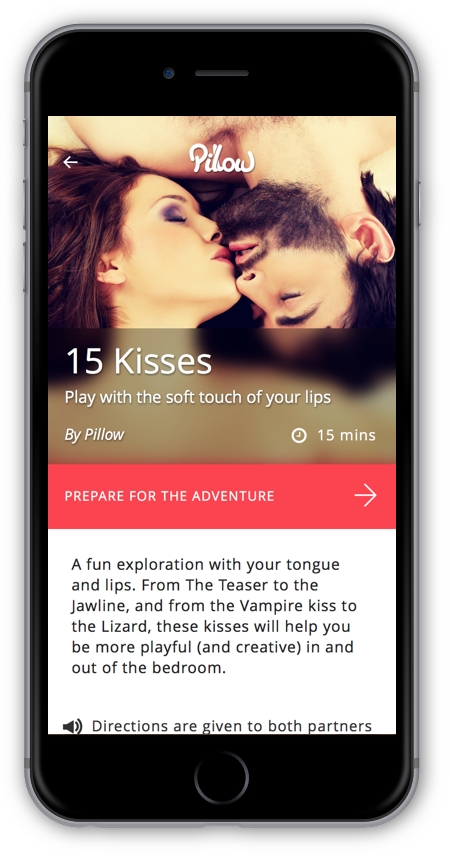 Pillow
15 Kisses
Play with the soft touch of your lips
By Pillow 15 mins
PREPARE FOR THE ADVENTURE
A fun exploration with your tongue
and lips. From The Teaser to the
Jawline, and from the Vampire kiss to
the Lizard, these kisses will help you
be more playful (and creative) in and
out of the bedroom.
Directions are given to both partners